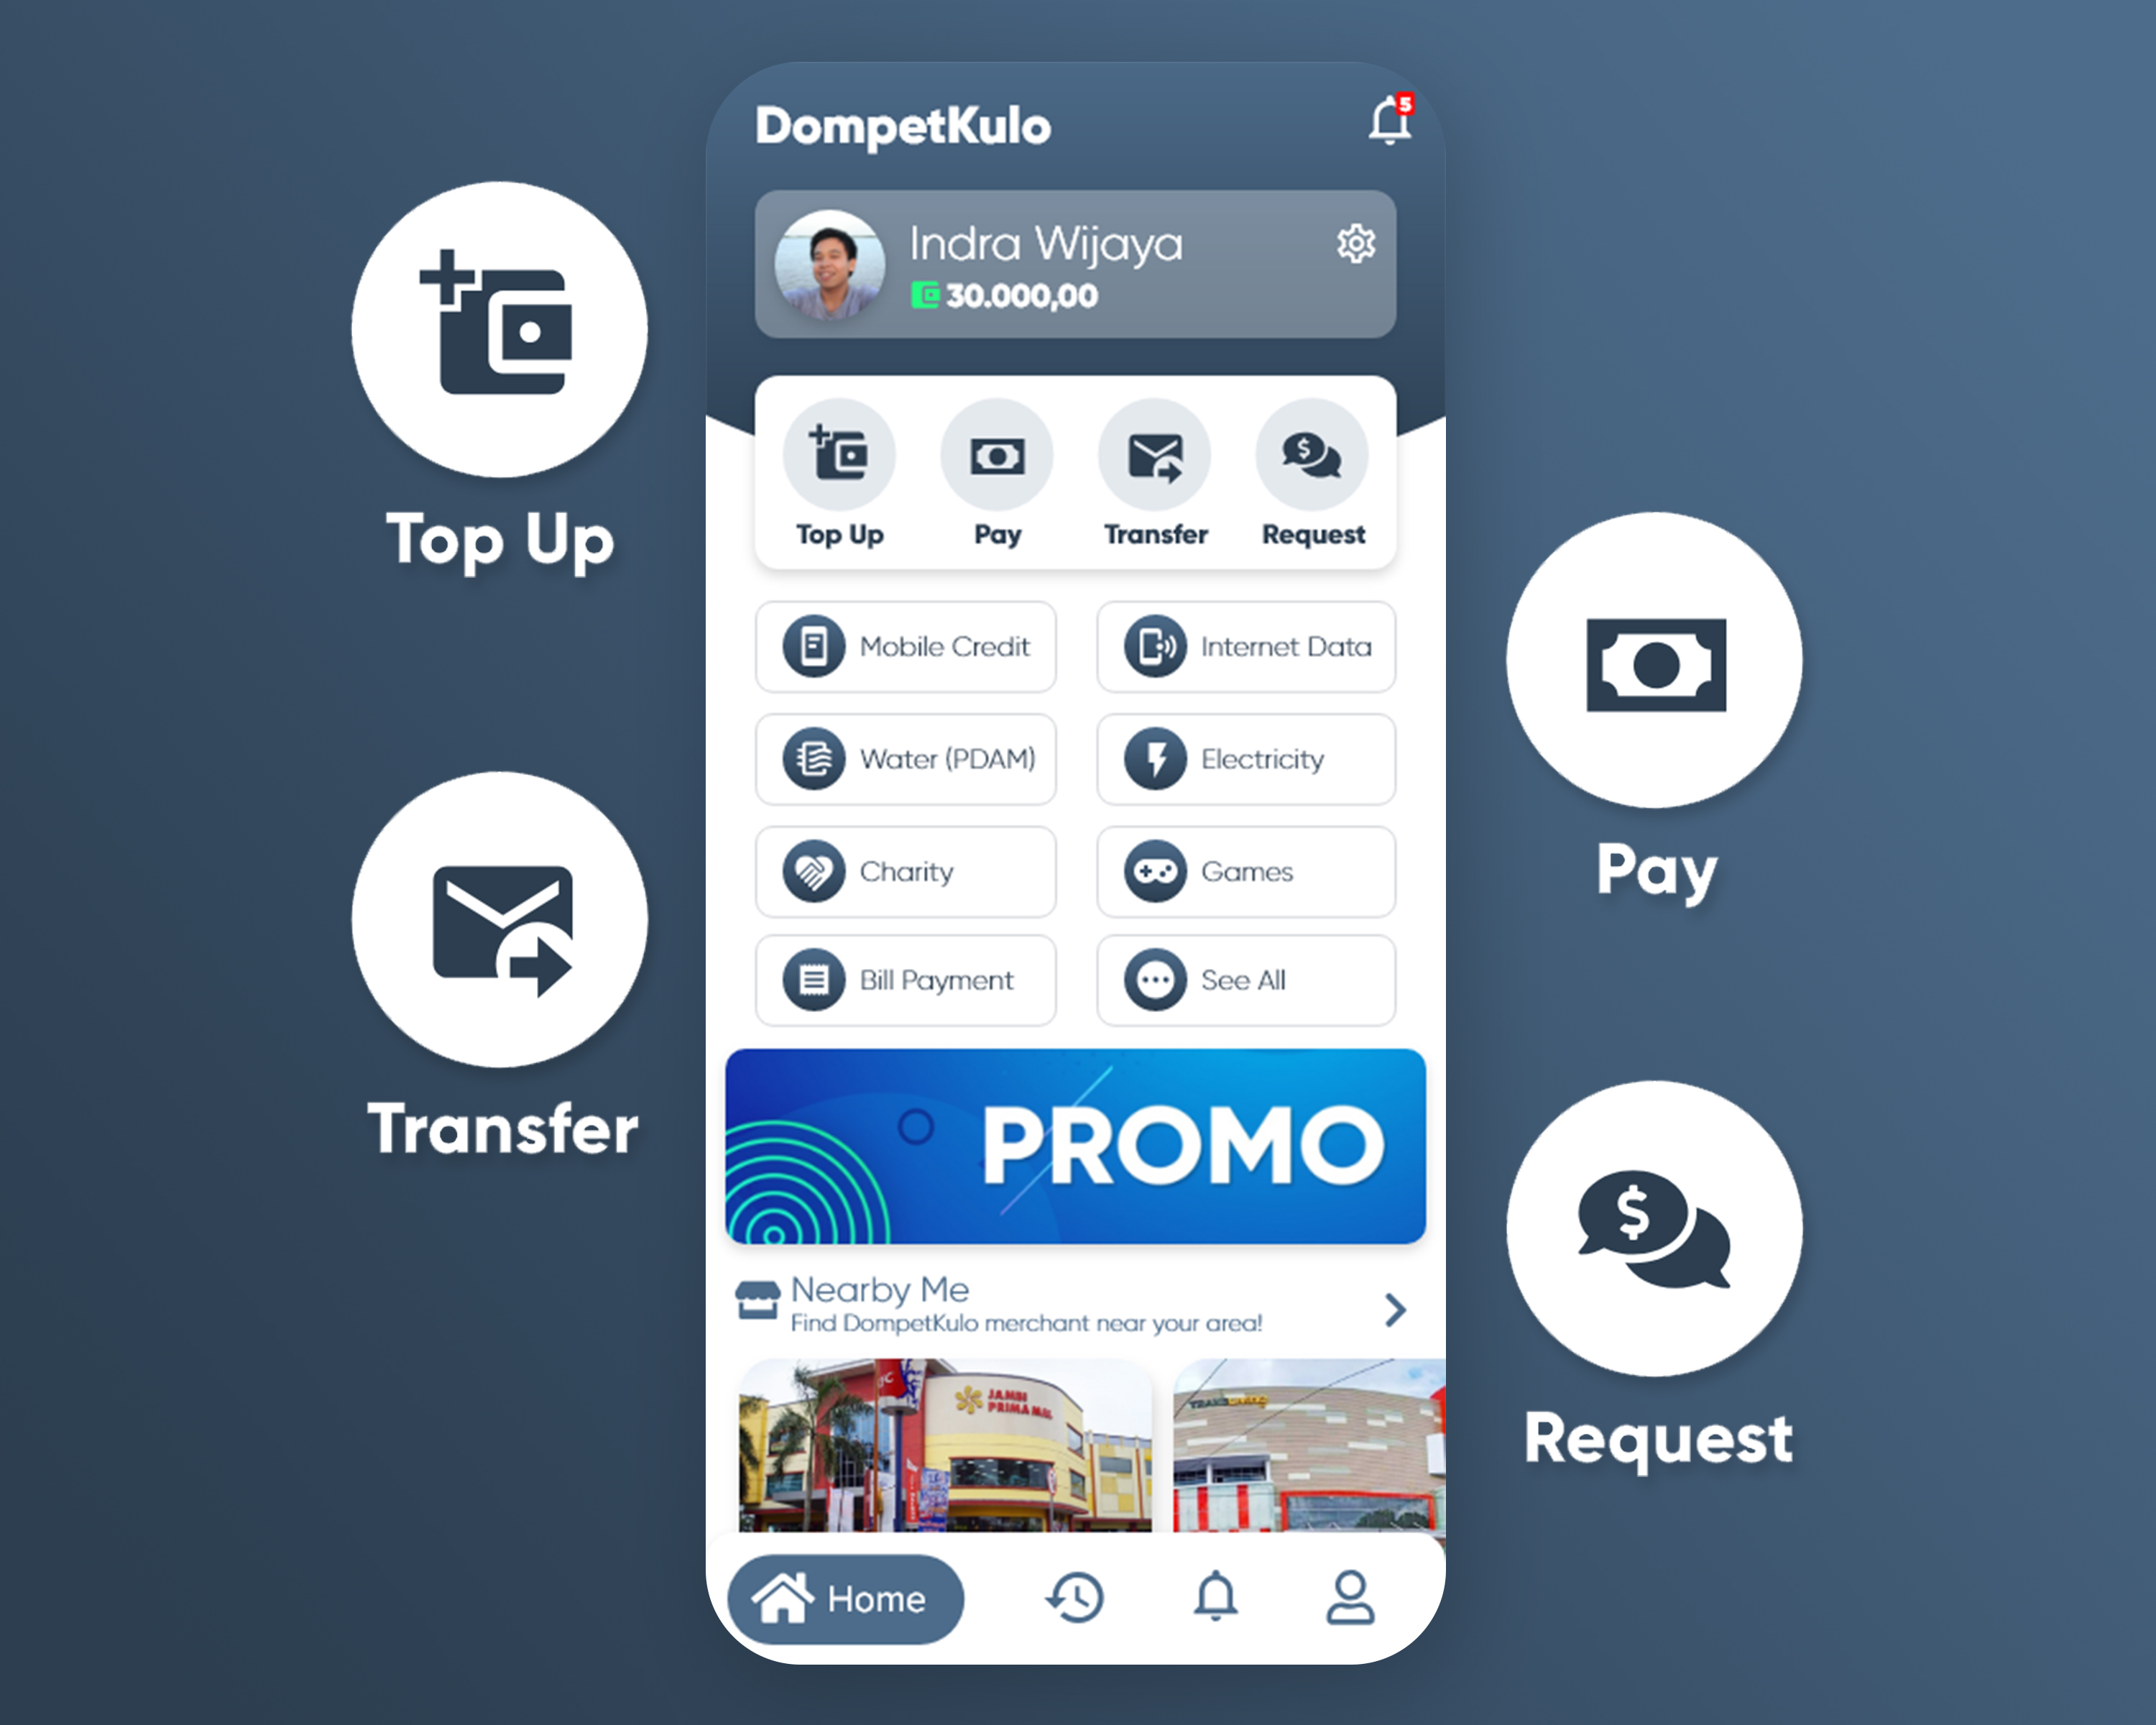 DompetKulo
5
Indra Wijaya
30.000,00
Top Up
Pay
Transfer
Request
Mobile Credit
Internet Data
Water (PDAM)
Electricity
Charity
Games
Bill Payment
See All
PROMO
Nearby Me
Find DompetKulo merchant near your area!
JAMBI
PRIMA MAL
Home
Top Up
Transfer
Pay
$
Request